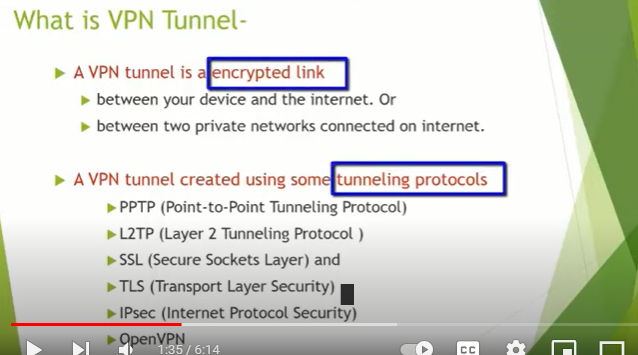 What is VPN Tunnel-
A VPN tunnel is a encrypted link
between your device and the internet. Or
between two private networks connected on internet.
A VPN tunnel created using some tunneling protocols
PPTP (Point-to-Point Tunneling Protocol)
L2TP (Layer 2 Tunneling Protocol )
SSL (Secure Sockets Layer) and
TLS (Transport Layer Security)
IPsec (Internet Protocol Security)
OpenVPN
1:35 / 6:14
CC